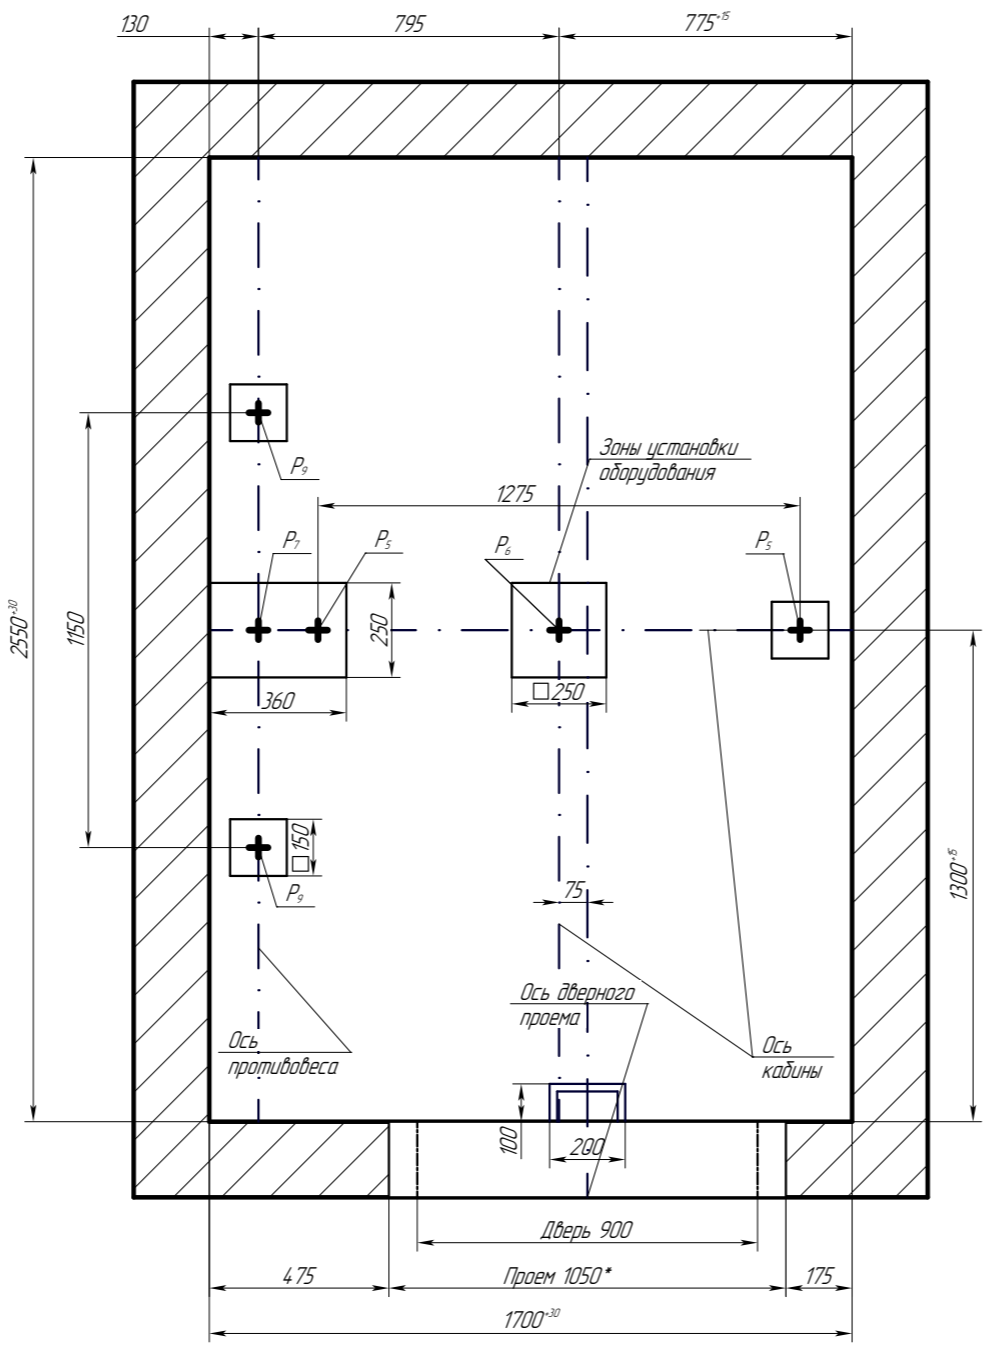 130
795
775⁺¹⁵
Зоны установки
оборудования
P₉
1275
P₇
P₅
P₆
P₅
2550⁺³⁰
1150
250
360
□250
□150
P₉
75
1300⁺¹⁵
Ось дверного
проема
Ось
противовеса
Ось
кабины
100
200
Дверь 900
475
Проем 1050*
175
1700⁺³⁰